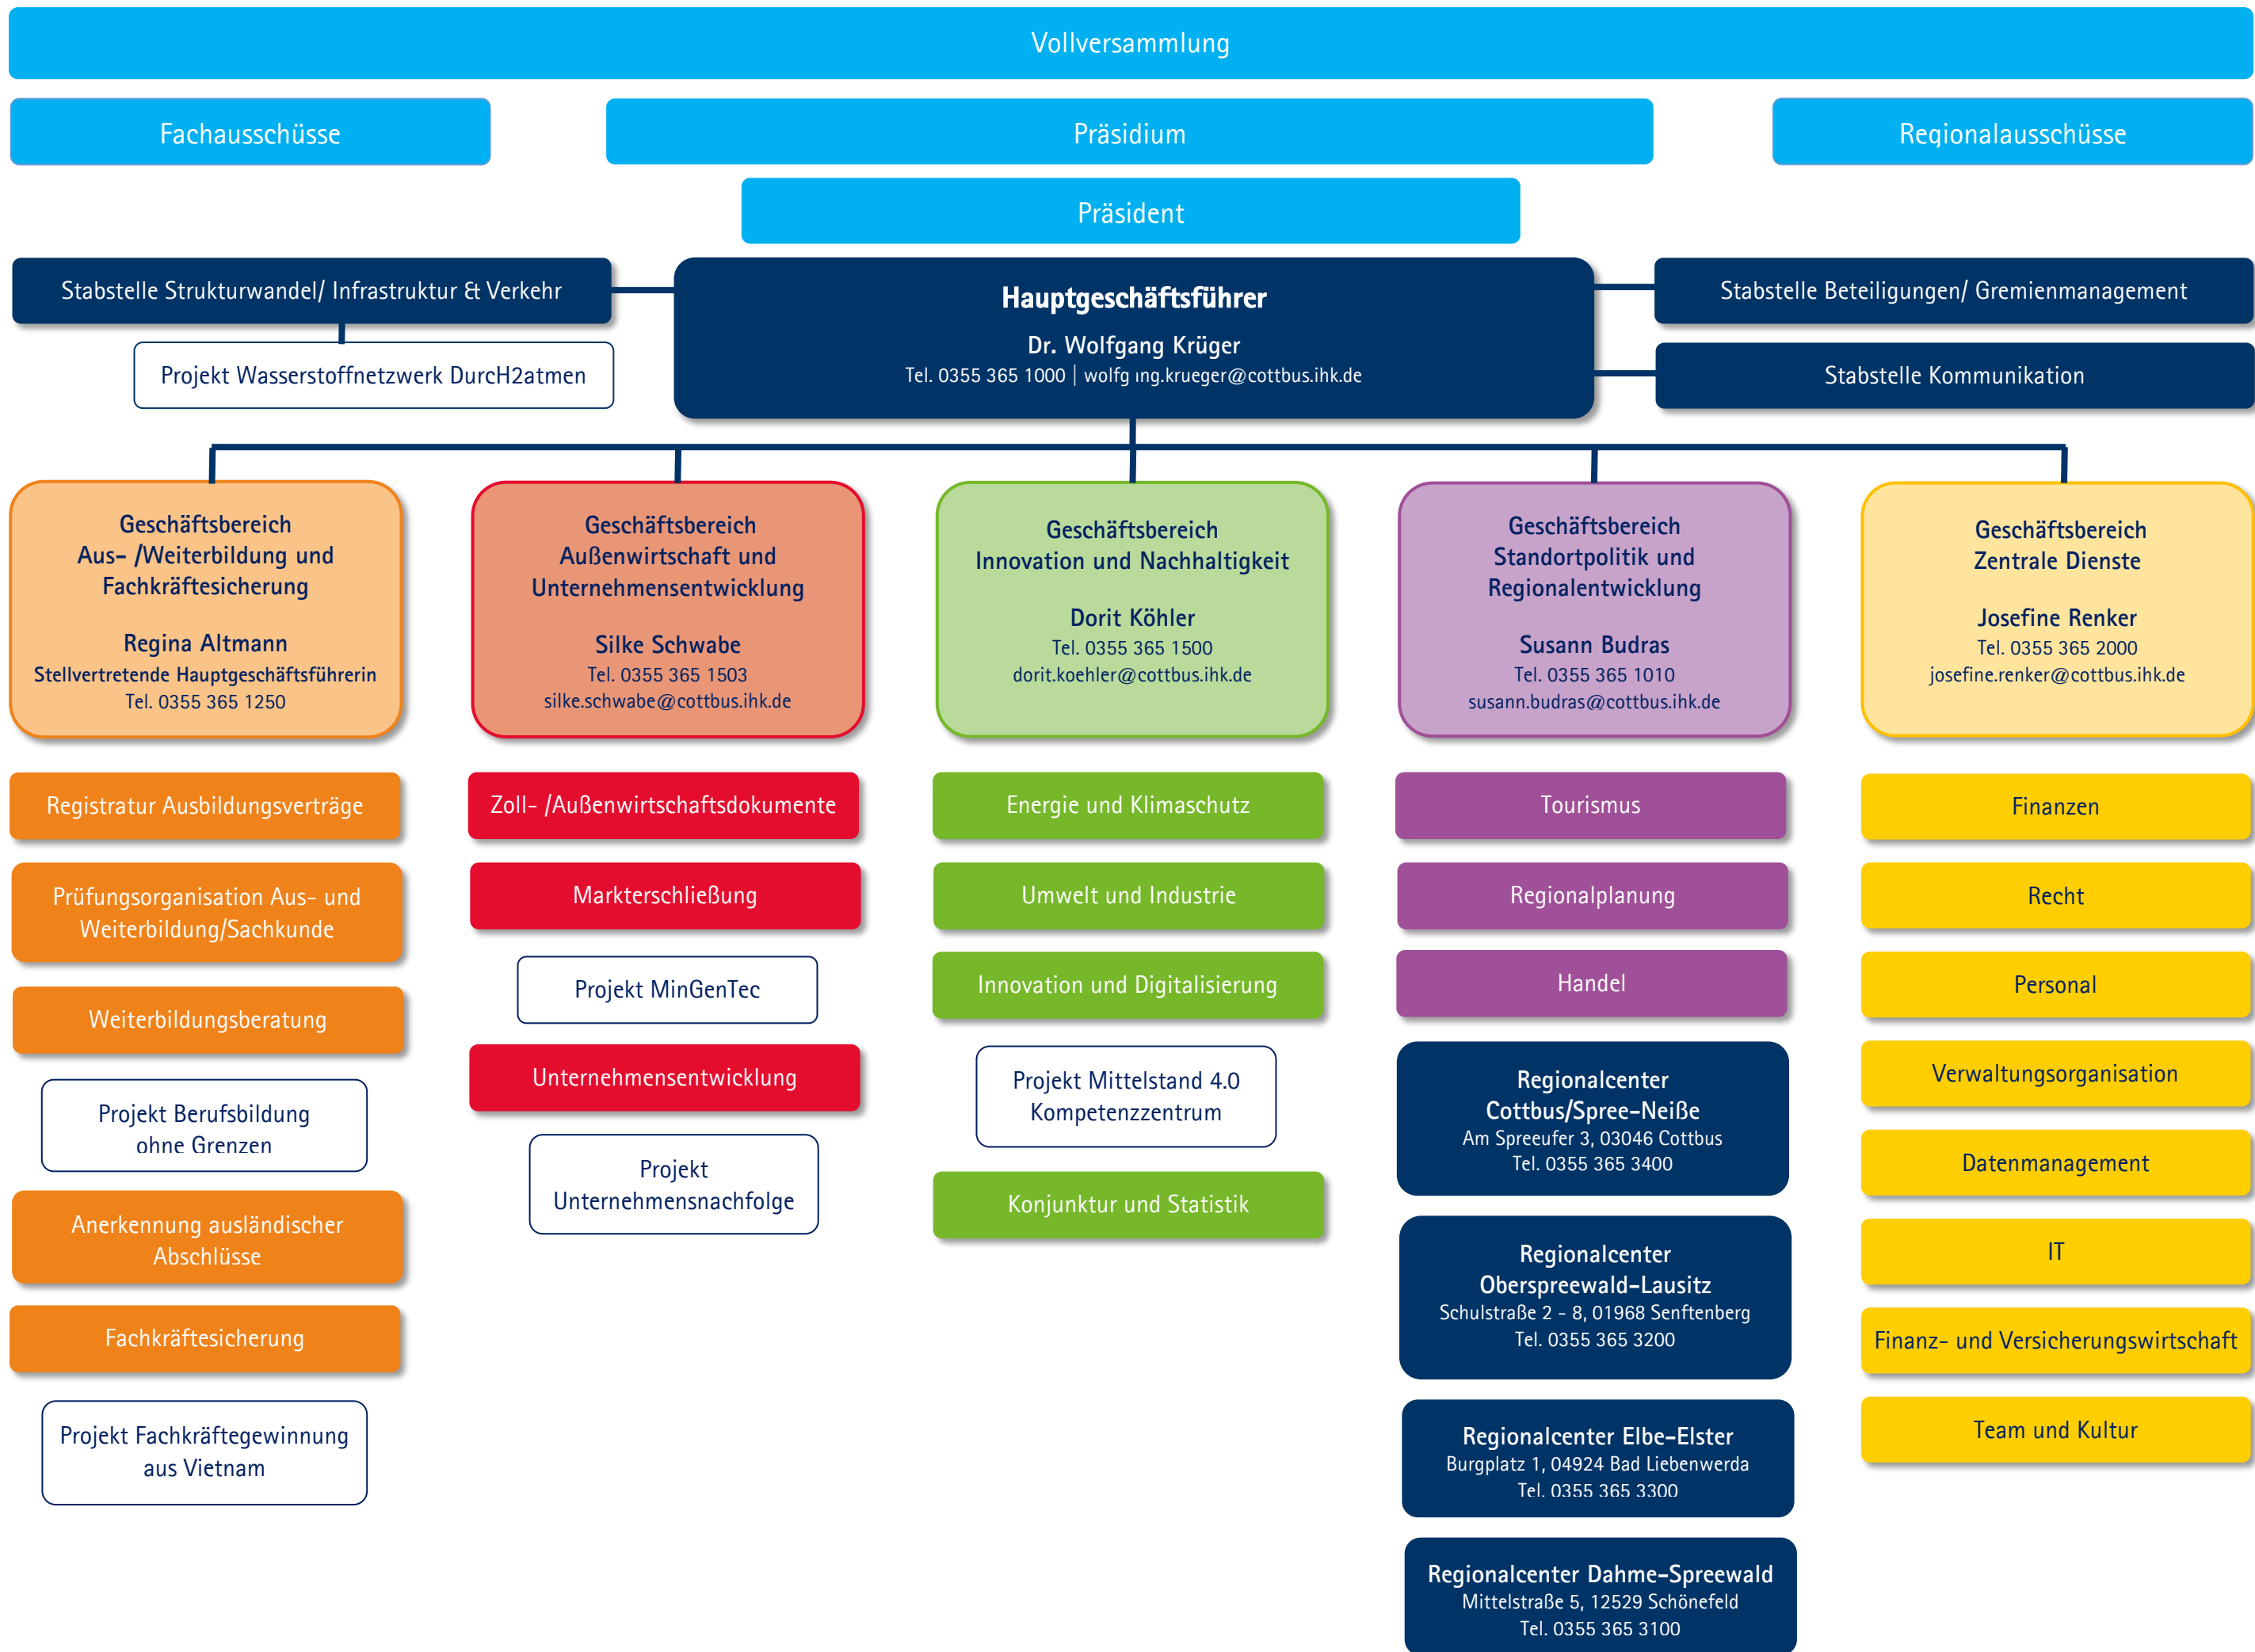 Vollversammlung
Fachausschüsse
Präsidium
Regionalausschüsse
Präsident
Stabstelle Strukturwandel/ Infrastruktur & Verkehr
Projekt Wasserstoffnetzwerk DurcH2atmen
Hauptgeschäftsführer
Dr. Wolfgang Krüger
Tel. 0355 365 1000 | wolfgang.krueger@cottbus.ihk.de
Stabstelle Beteiligungen/ Gremienmanagement
Stabstelle Kommunikation
Geschäftsbereich
Aus- /Weiterbildung und
Fachkräftesicherung
Regina Altmann
Stellvertretende Hauptgeschäftsführerin
Tel. 0355 365 1250
Registratur Ausbildungsverträge
Prüfungsorganisation Aus- und
Weiterbildung/Sachkunde
Weiterbildungsberatung
Projekt Berufsbildung
ohne Grenzen
Anerkennung ausländischer
Abschlüsse
Fachkräftesicherung
Projekt Fachkräftegewinnung
aus Vietnam
Geschäftsbereich
Außenwirtschaft und
Unternehmensentwicklung
Silke Schwabe
Tel. 0355 365 1503
silke.schwabe@cottbus.ihk.de
Zoll- /Außenwirtschaftsdokumente
Markterschließung
Projekt MinGenTec
Unternehmensentwicklung
Projekt
Unternehmensnachfolge
Geschäftsbereich
Innovation und Nachhaltigkeit
Dorit Köhler
Tel. 0355 365 1500
dorit.koehler@cottbus.ihk.de
Energie und Klimaschutz
Umwelt und Industrie
Innovation und Digitalisierung
Projekt Mittelstand 4.0
Kompetenzzentrum
Konjunktur und Statistik
Geschäftsbereich
Standortpolitik und
Regionalentwicklung
Susann Budras
Tel. 0355 365 1010
susann.budras@cottbus.ihk.de
Tourismus
Regionalplanung
Handel
Regionalcenter
Cottbus/Spree-Neiße
Am Spreeufer 3, 03046 Cottbus
Tel. 0355 365 3400
Regionalcenter
Oberspreewald-Lausitz
Schulstraße 2 - 8, 01968 Senftenberg
Tel. 0355 365 3200
Regionalcenter Elbe-Elster
Burgplatz 1, 04924 Bad Liebenwerda
Tel. 0355 365 3300
Regionalcenter Dahme-Spreewald
Mittelstraße 5, 12529 Schönefeld
Tel. 0355 365 3100
Geschäftsbereich
Zentrale Dienste
Josefine Renker
Tel. 0355 365 2000
josefine.renker@cottbus.ihk.de
Finanzen
Recht
Personal
Verwaltungsorganisation
Datenmanagement
IT
Finanz- und Versicherungswirtschaft
Team und Kultur